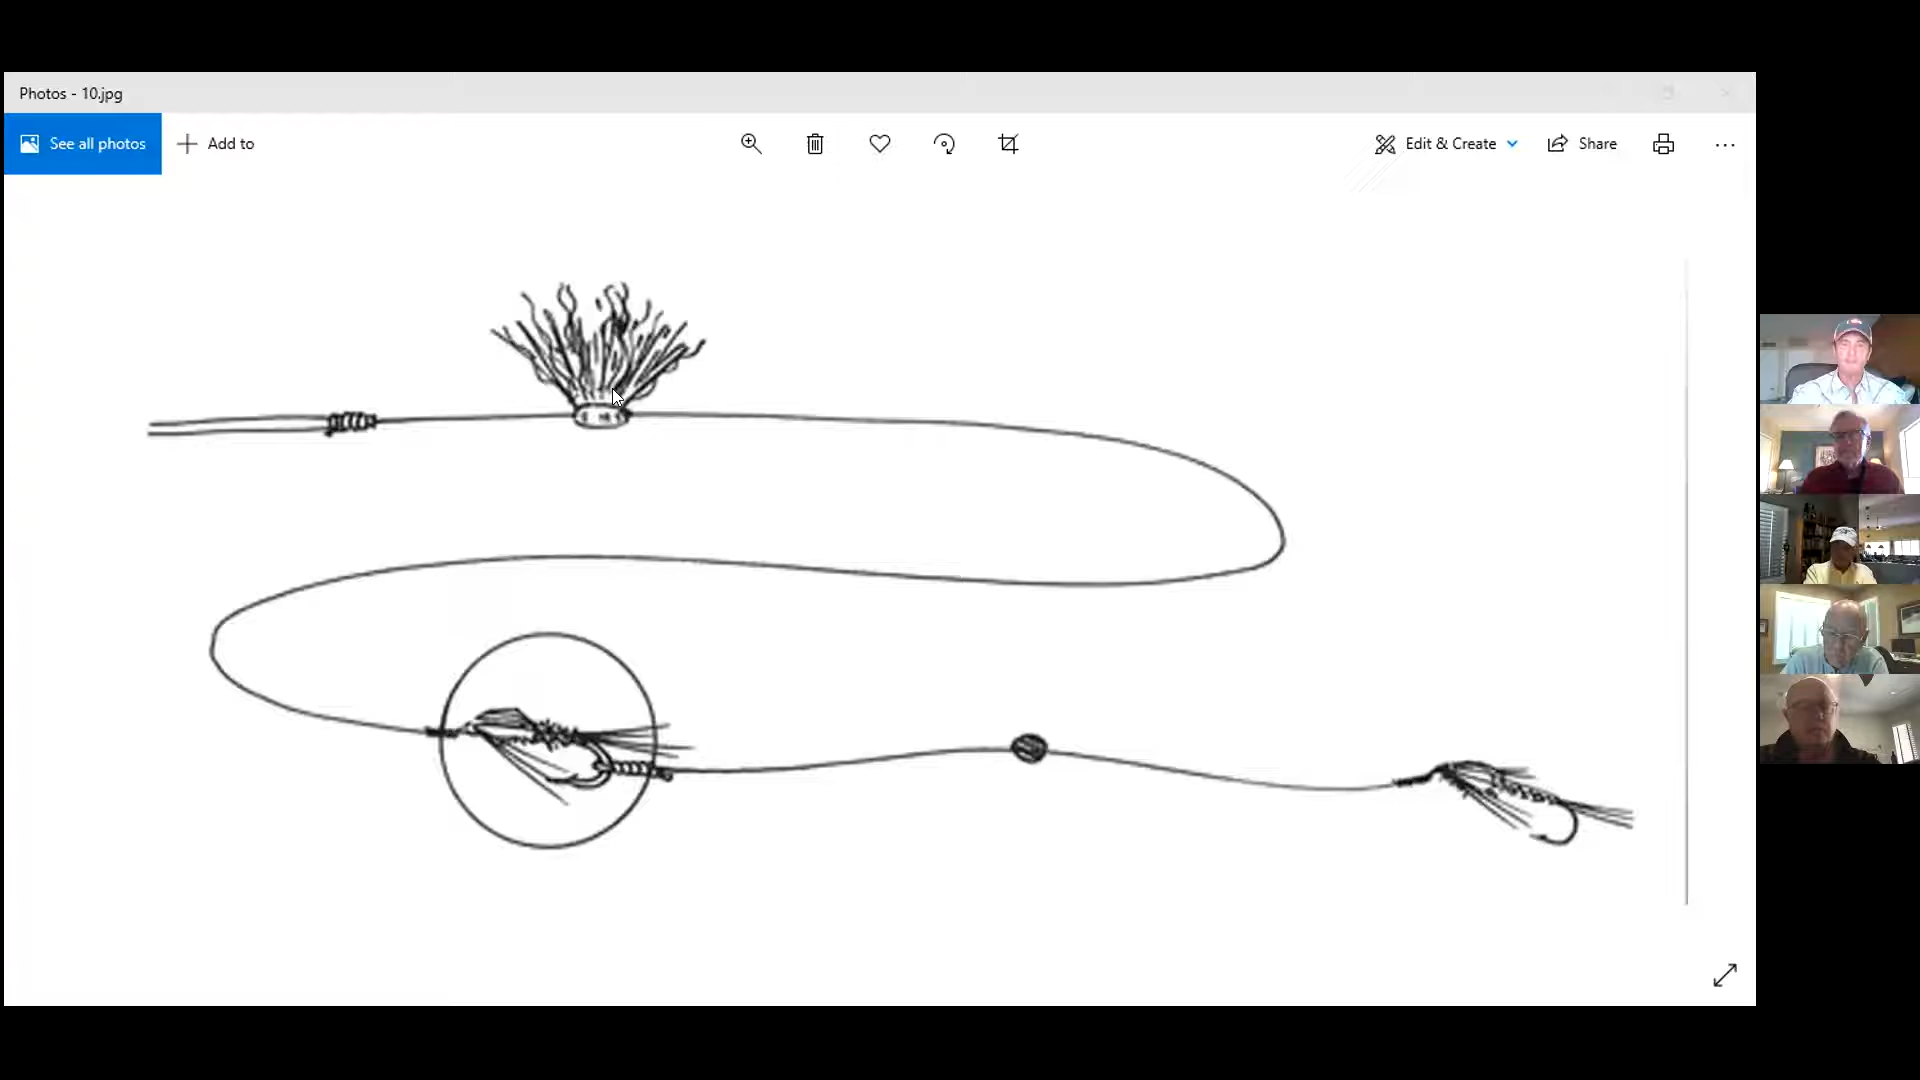 Photos - 10.jpg
See all photos
Add to
Edit & Create
Share